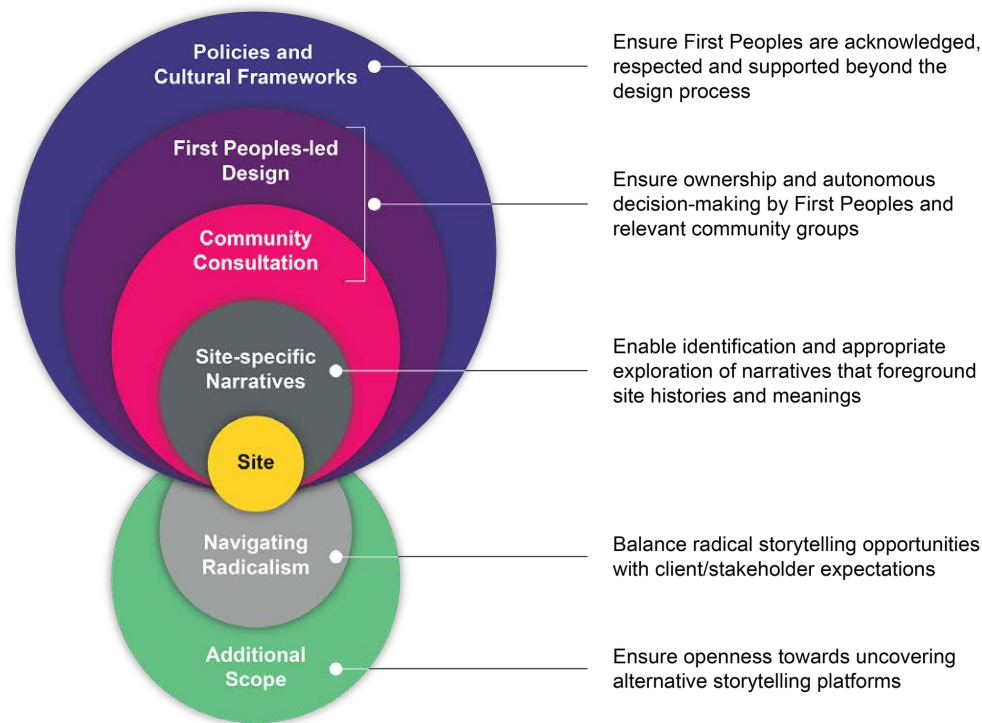 Policies and
Cultural Frameworks
Ensure First Peoples are acknowledged,
respected and supported beyond the
design process
First Peoples-led
Design
Ensure ownership and autonomous
decision-making by First Peoples and
relevant community groups
Community
Consultation
Site-specific
Narratives
Enable identification and appropriate
exploration of narratives that foreground
site histories and meanings
Site
Navigating
Radicalism
Balance radical storytelling opportunities
with client/stakeholder expectations
Additional
Scope
Ensure openness towards uncovering
alternative storytelling platforms